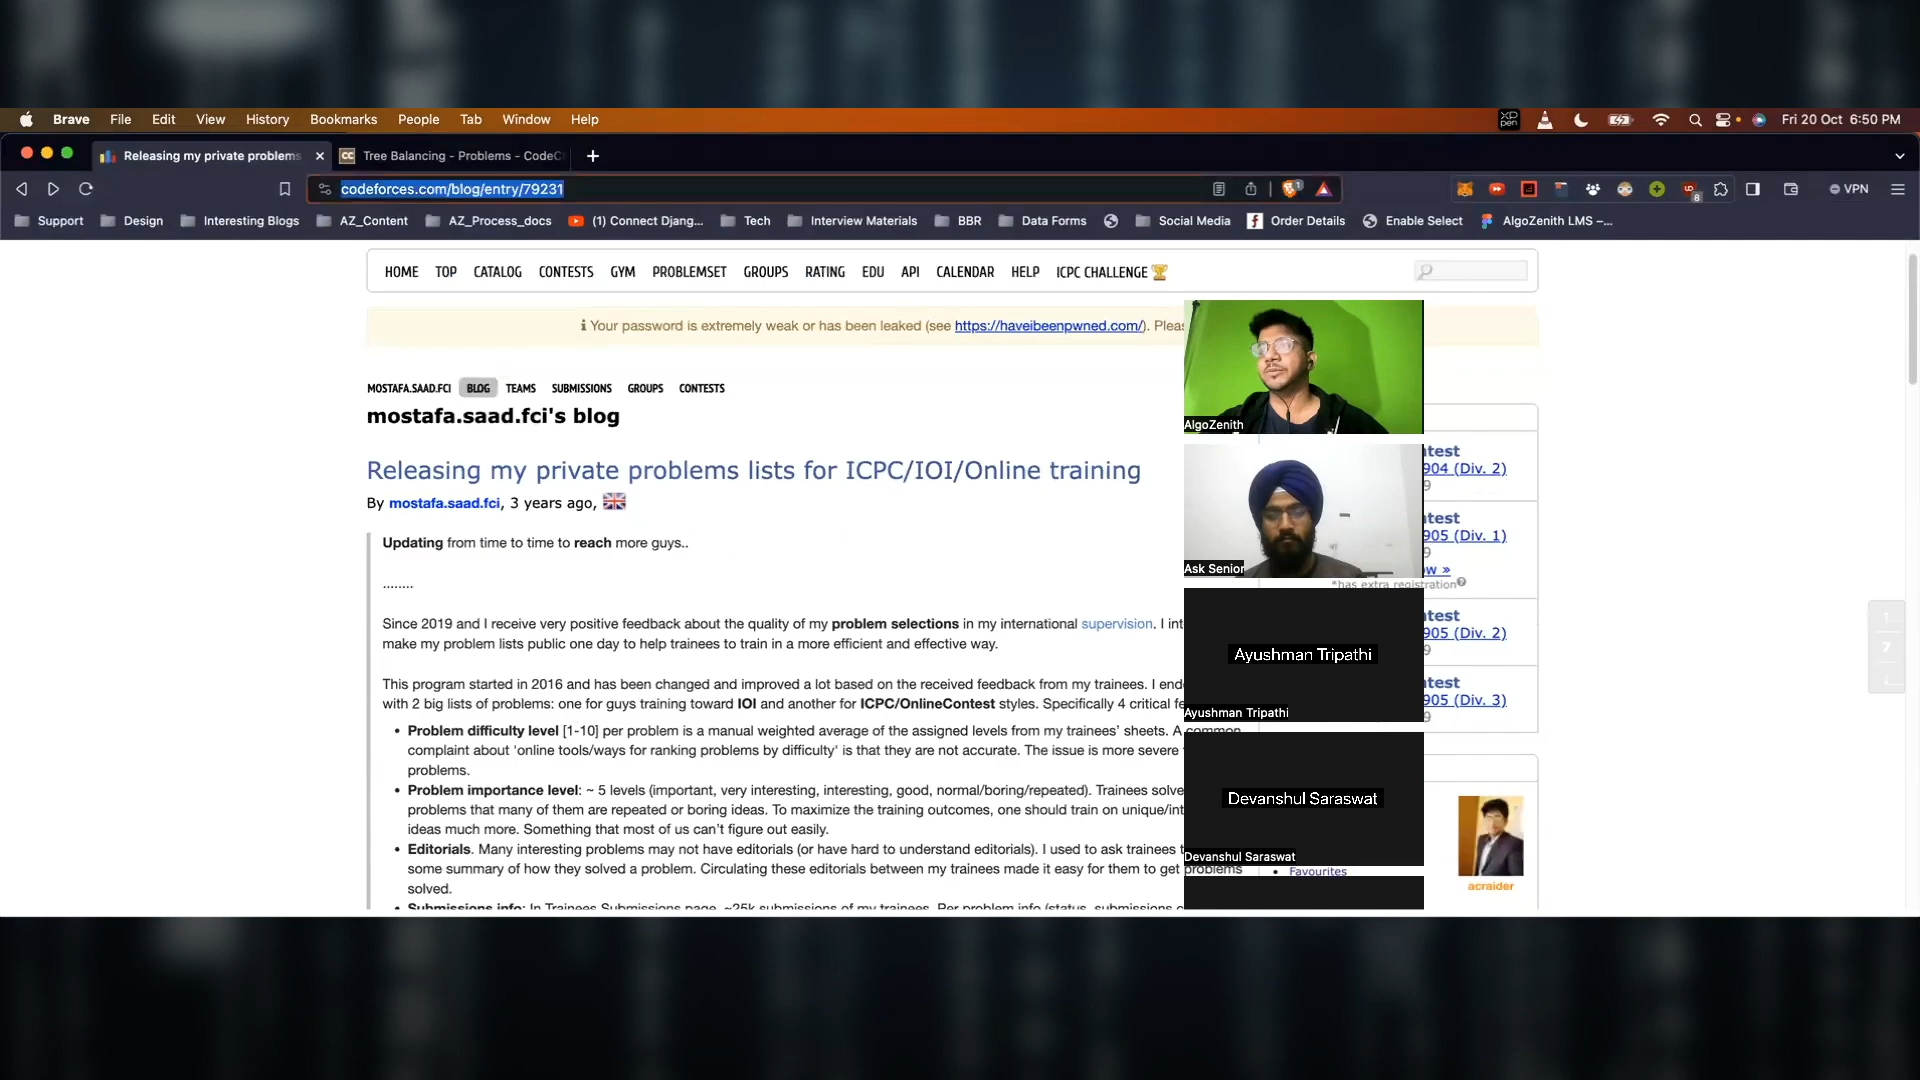 Brave File Edit View History Bookmarks People Tab Window Help
XP pen
Fri 20 Oct 6:50 PM
Releasing my private problems
CC Tree Balancing - Problems - CodeC
codeforces.com/blog/entry/79231
1
8
VPN
Support Design Interesting Blogs AZ_Content AZ_Process_docs (1) Connect Djang... Tech Interview Materials BBR Data Forms Social Media Order Details Enable Select AlgoZenith LMS –...
HOME TOP CATALOG CONTESTS GYM PROBLEMSET GROUPS RATING EDU API CALENDAR HELP ICPC CHALLENGE
Your password is extremely weak or has been leaked (see https://haveibeenpwned.com/). Pleas
MOSTAFA.SAAD.FCI BLOG TEAMS SUBMISSIONS GROUPS CONTESTS
mostafa.saad.fci's blog
Releasing my private problems lists for ICPC/IOI/Online training
By mostafa.saad.fci, 3 years ago,
Updating from time to time to reach more guys..
........
Since 2019 and I receive very positive feedback about the quality of my problem selections in my international supervision. I int
make my problem lists public one day to help trainees to train in a more efficient and effective way.
This program started in 2016 and has been changed and improved a lot based on the received feedback from my trainees. I ende
with 2 big lists of problems: one for guys training toward IOI and another for ICPC/OnlineContest styles. Specifically 4 critical fe
• Problem difficulty level [1-10] per problem is a manual weighted average of the assigned levels from my trainees' sheets. A common
complaint about 'online tools/ways for ranking problems by difficulty' is that they are not accurate. The issue is more severe
problems.
• Problem importance level: ~ 5 levels (important, very interesting, interesting, good, normal/boring/repeated). Trainees solve
problems that many of them are repeated or boring ideas. To maximize the training outcomes, one should train on unique/int
ideas much more. Something that most of us can't figure out easily.
• Editorials. Many interesting problems may not have editorials (or have hard to understand editorials). I used to ask trainees t
some summary of how they solved a problem. Circulating these editorials between my trainees made it easy for them to get problems
solved.
• Submissions info: In Trainees Submissions page, ~25k submissions of my trainees. Per problem info (status, submissions c
AlgoZenith
Ask Senior
Ayushman Tripathi
Ayushman Tripathi
Devanshul Saraswat
Devanshul Saraswat
test
904 (Div. 2)
9
test
905 (Div. 1)
9
w »
*has extra registration
test
905 (Div. 2)
9
test
905 (Div. 3)
9
• Favourites
acraider
7